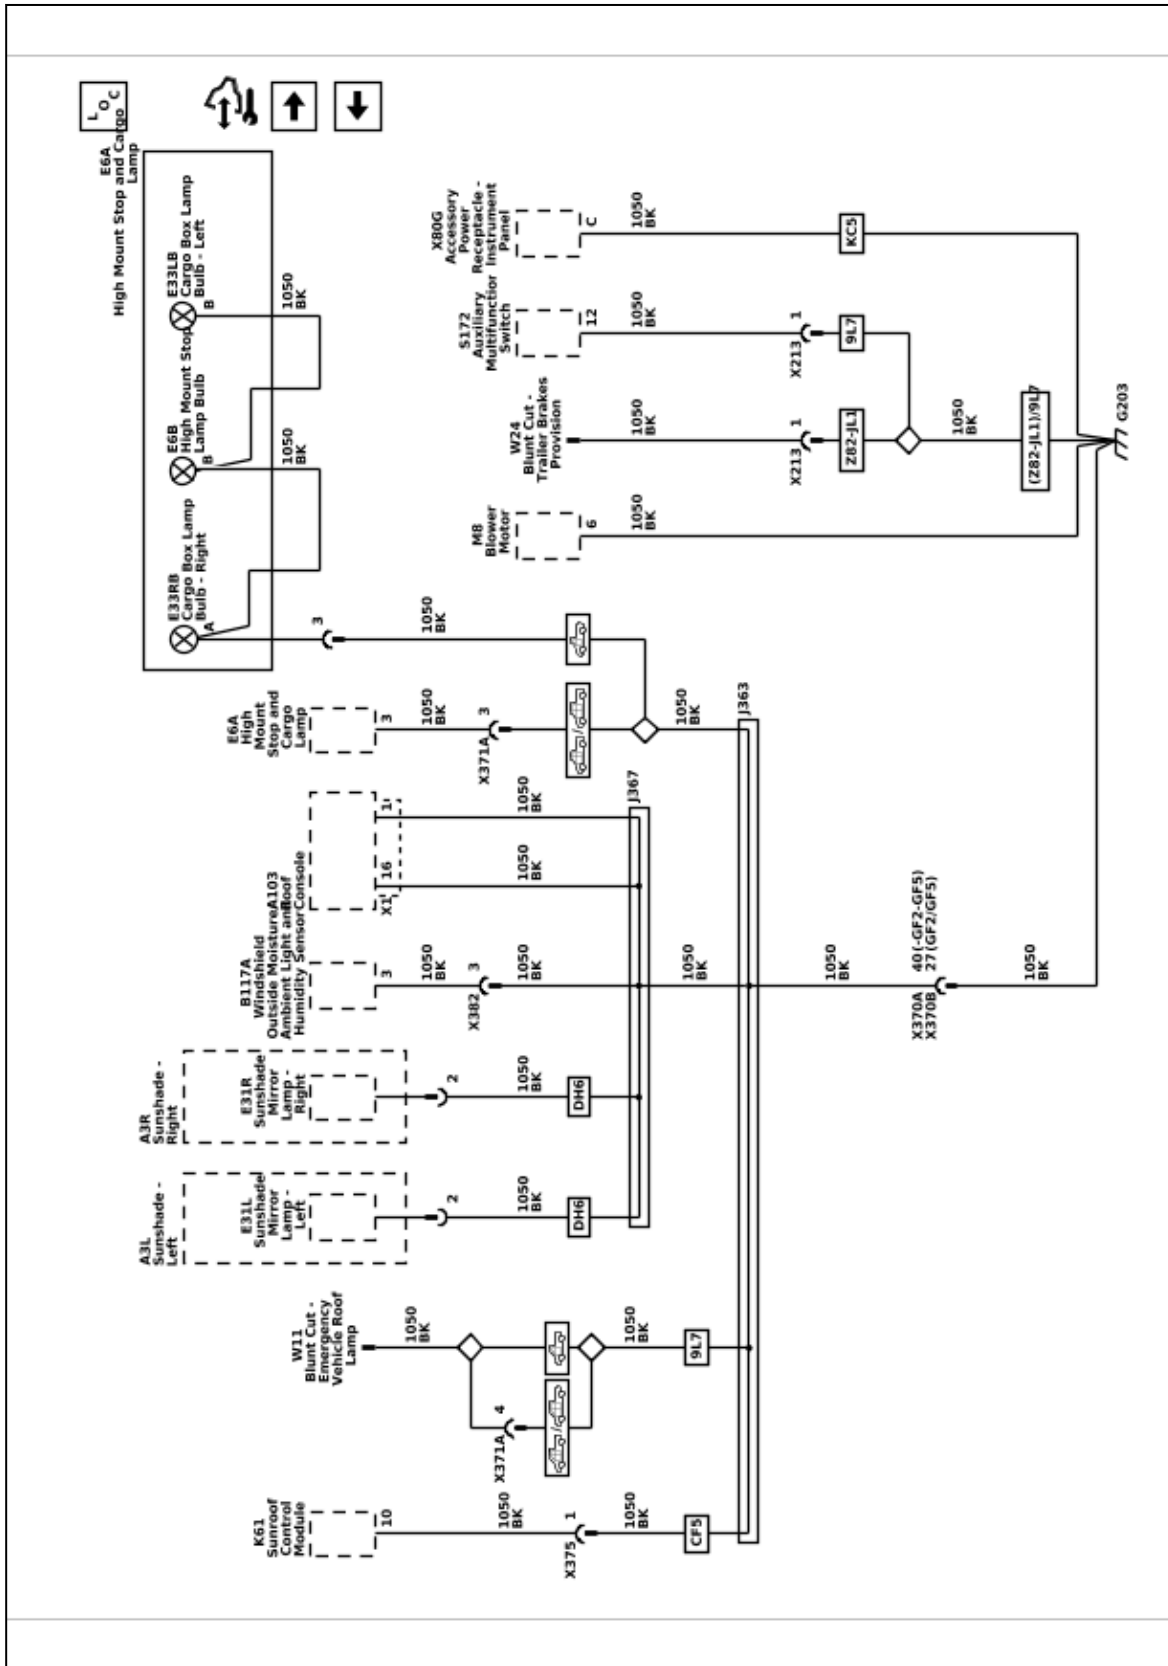 L
O
C
E6A
High Mount Stop and Cargo
Lamp
E33LB
Cargo Box Lamp
Bulb - Left
B
1050
BK
E6B
High Mount Stop
Lamp Bulb
B
1050
BK
E33RB
Cargo Box Lamp
Bulb - Right
A
3
1050
BK
X80G
Accessory
Power
Receptacle -
Instrument
Panel
C
1050
BK
KC5
S172
Auxiliary
Multifunction
Switch
12
1050
BK
1
X213
9L7
W24
Blunt Cut -
Trailer Brakes
Provision
1050
BK
1
X213
Z82-JL1
1050
BK
(Z82-JL1)/9L7
G203
M8
Blower
Motor
6
1050
BK
E6A
High
Mount
Stop and
Cargo
Lamp
3
1050
BK
3
X371A
/
1050
BK
J363
A103
Roof
Console
1
16
X1
1050
BK
1050
BK
J367
B117A
Windshield
Outside Moisture
Ambient Light and
Humidity Sensor
3
1050
BK
3
X382
1050
BK
1050
BK
1050
BK
40(-GF2-GF5)
27(GF2/GF5)
X370A
X370B
1050
BK
A3R
Sunshade -
Right
E31R
Sunshade
Mirror
Lamp -
Right
2
1050
BK
DH6
A3L
Sunshade -
Left
E31L
Sunshade
Mirror
Lamp -
Left
2
1050
BK
DH6
W11
Blunt Cut -
Emergency
Vehicle Roof
Lamp
1050
BK
4
X371A
/
1050
BK
9L7
K61
Sunroof
Control
Module
10
1050
BK
1
X375
1050
BK
CF5